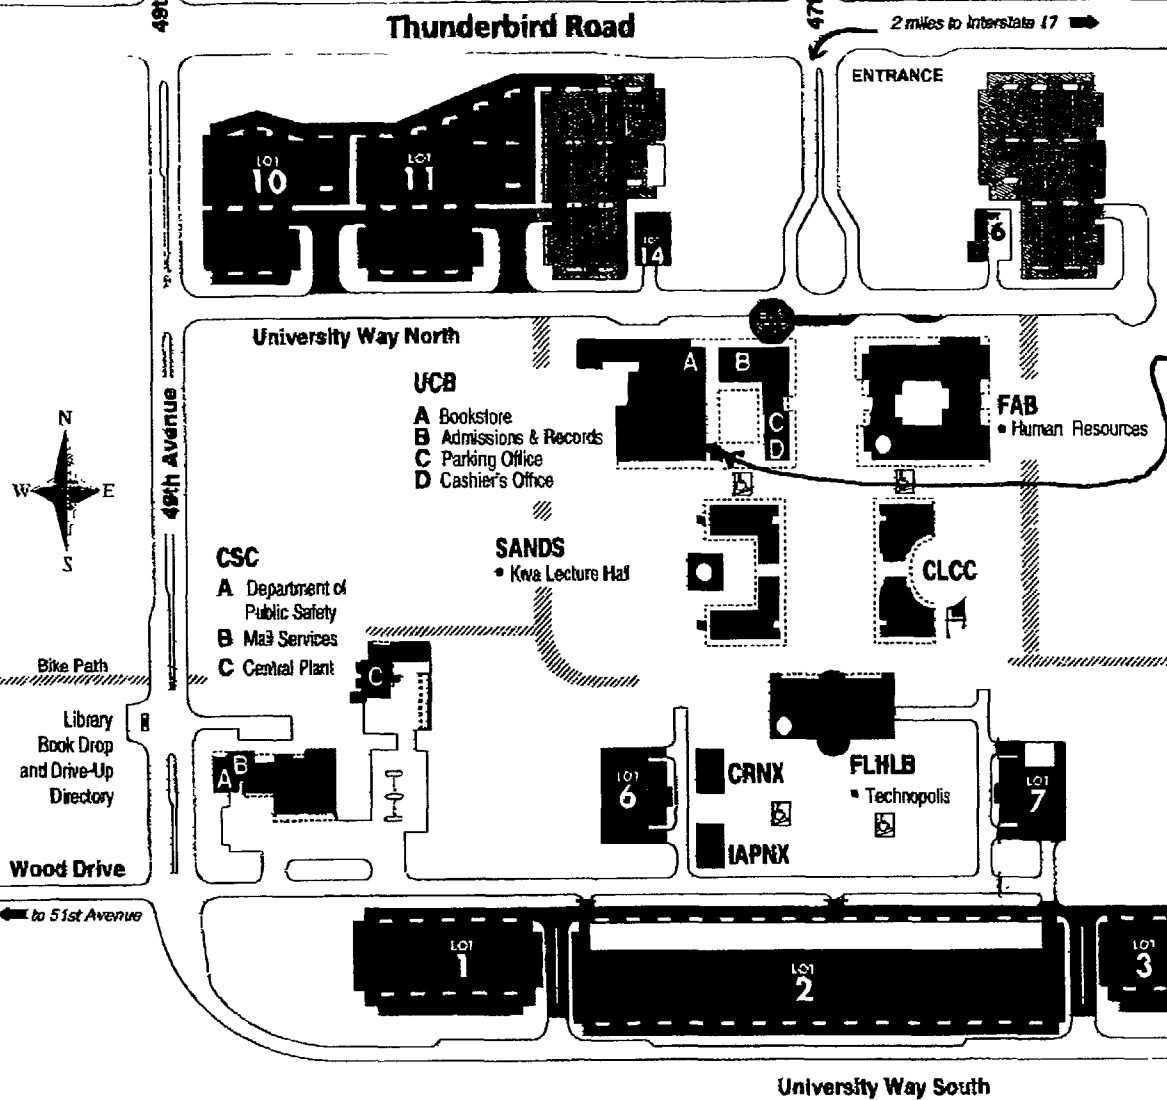 Thunderbird Road
2 miles to Interstate 17
ENTRANCE
LOT
10
LOT
11
LOT
14
6
University Way North
49th Avenue
UCB
A Bookstore
B Admissions & Records
C Parking Office
D Cashier's Office
A
B
C
D
FAB
• Human Resources
N
W
E
S
CSC
A Department of
Public Safety
B Mail Services
C Central Plant
SANDS
• Kiva Lecture Hall
CLCC
Bike Path
C
Library
Book Drop
and Drive-Up
Directory
A
B
LOT
6
CRNX
IAPNX
FLHLB
• Technopolis
LOT
7
Wood Drive
to 51st Avenue
LOT
1
LOT
2
LOT
3
University Way South